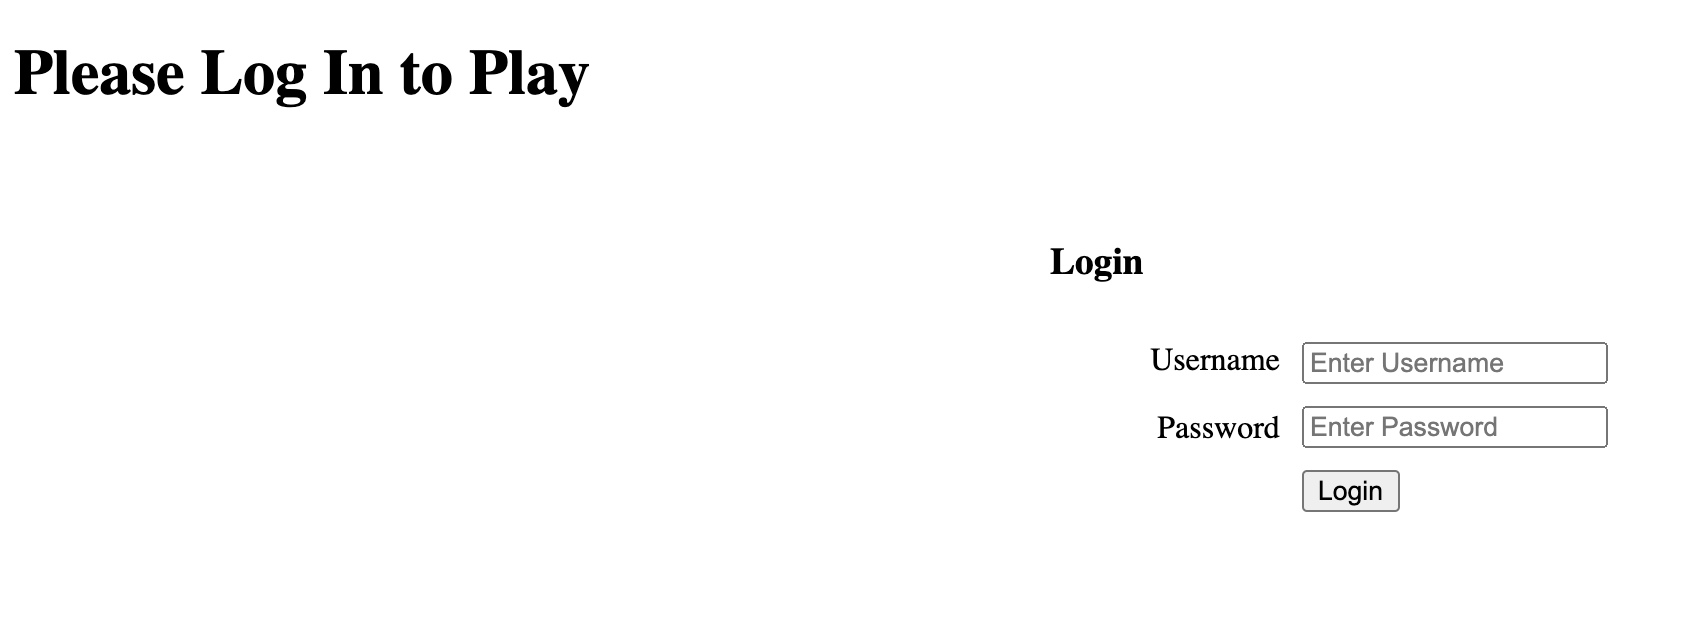 Please Log In to Play
Login
Username Enter Username
Password Enter Password
Login